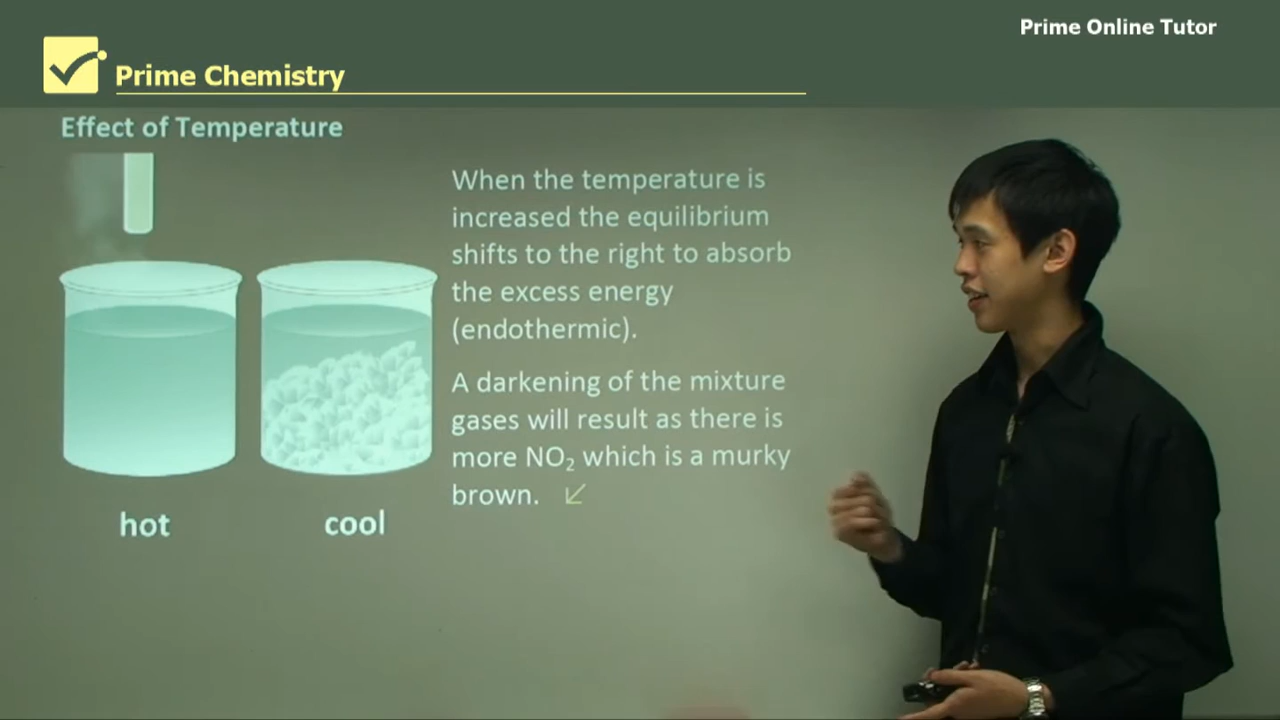 Prime Online Tutor
Prime Chemistry
Effect of Temperature
When the temperature is
increased the equilibrium
shifts to the right to absorb
the excess energy
(endothermic).
A darkening of the mixture
gases will result as there is
more NO₂ which is a murky
brown.
hot
cool